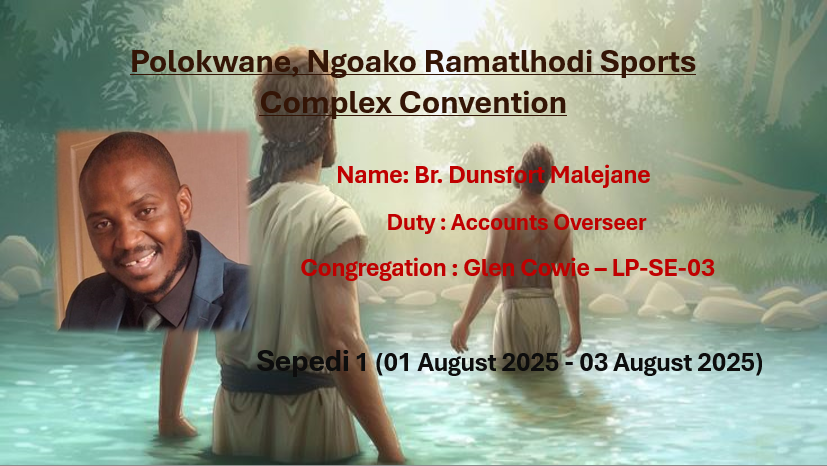 Polokwane, Ngoako Ramatlhodi Sports
Complex Convention
Name: Br. Dunsfort Malejane
Duty : Accounts Overseer
Congregation : Glen Cowie – LP-SE-03
Sepedi 1 (01 August 2025 - 03 August 2025)